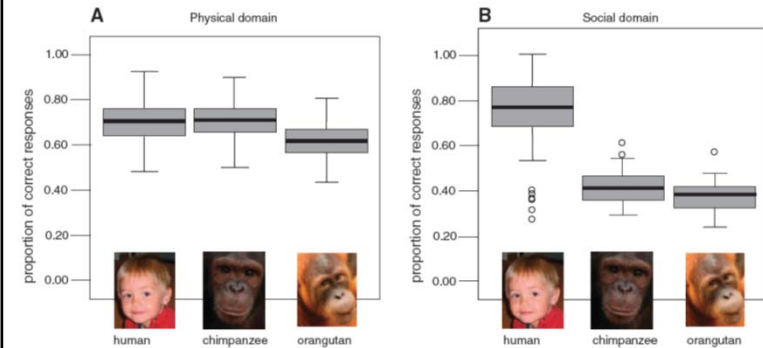 A
Physical domain
proportion of correct responses
1.00
0.80
0.60
0.40
0.20
0.00
human
chimpanzee
orangutan
B
Social domain
proportion of correct responses
1.00
0.80
0.60
0.40
0.20
0.00
human
chimpanzee
orangutan